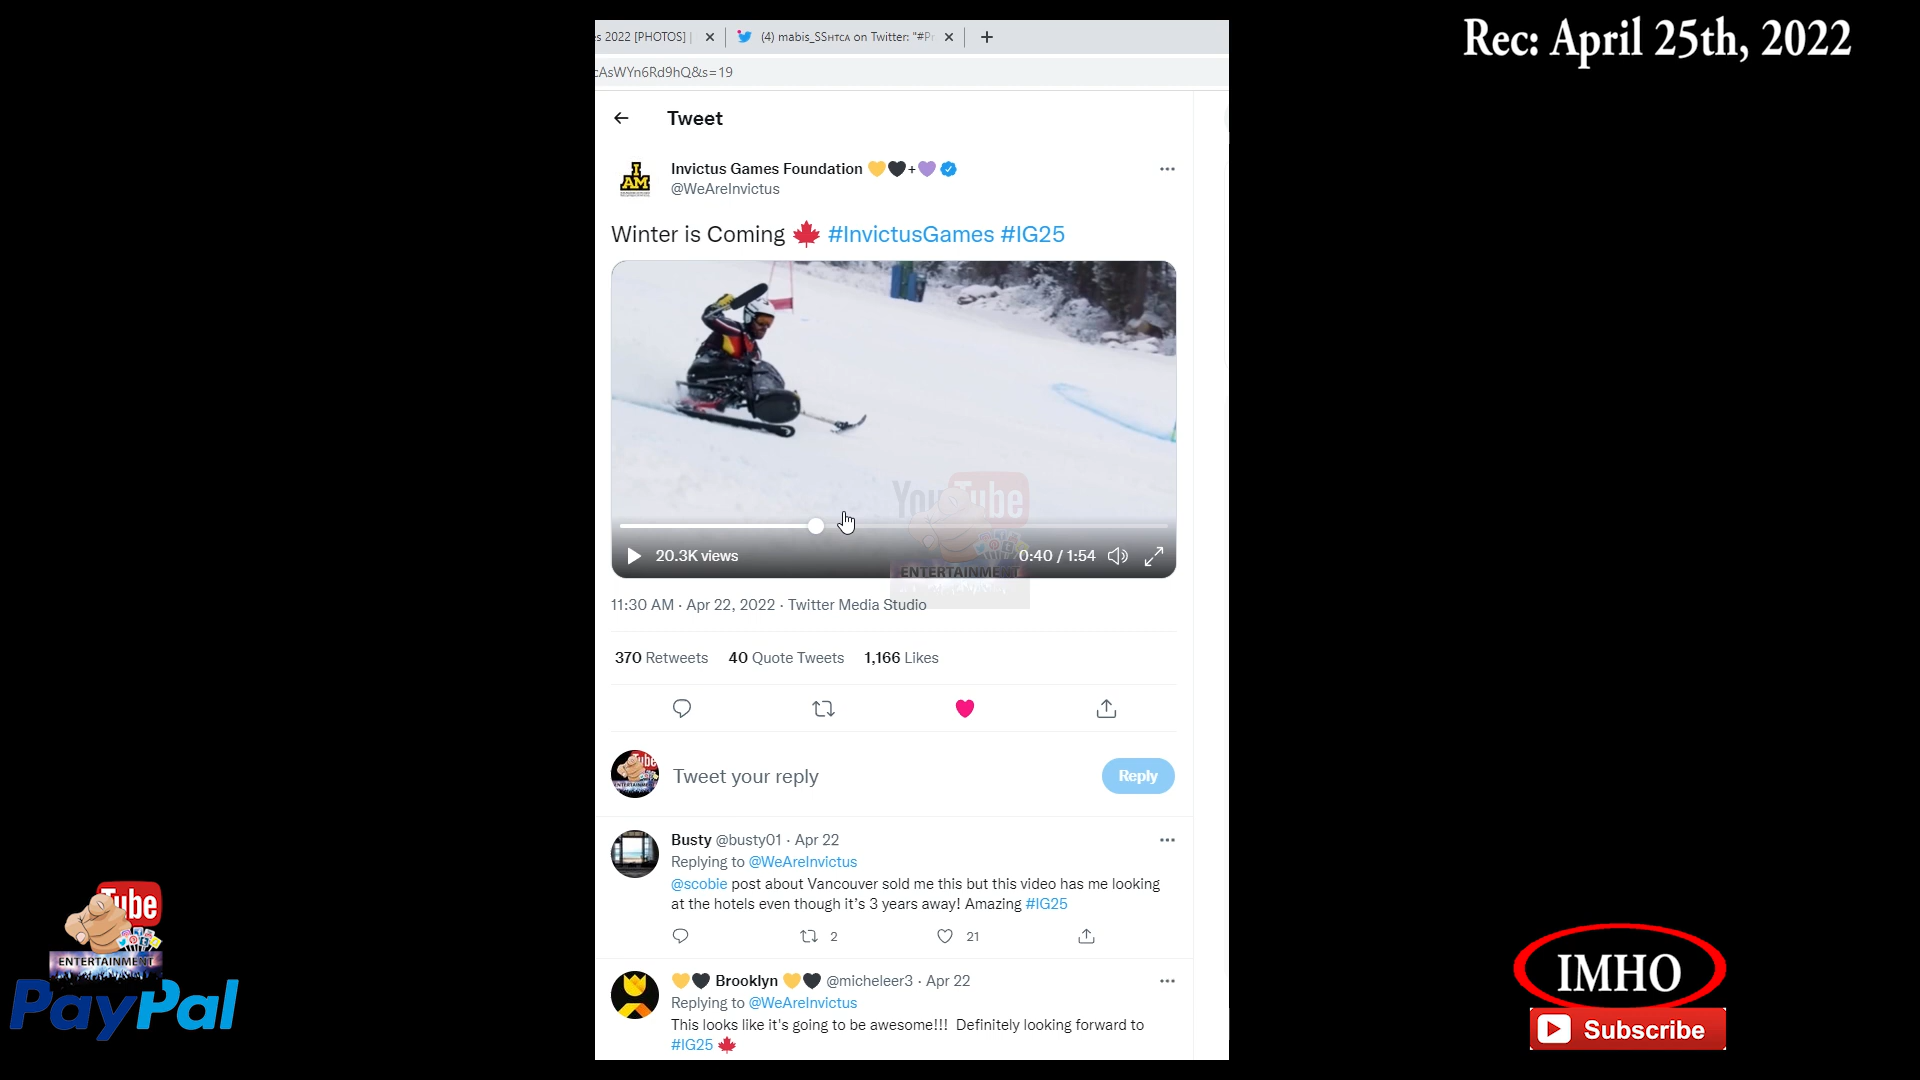 Rec: April 25th, 2022
s 2022 [PHOTOS] |
(4) mabis_SSHTCA on Twitter: "#Pr
cAsWYn6Rd9hQ&s=19
Tweet
Invictus Games Foundation 💛🖤+💜
@WeAreInvictus
Winter is Coming 🍁 #InvictusGames #IG25
YouTube
ENTERTAINMENT
20.3K views
0:40 / 1:54
11:30 AM · Apr 22, 2022 · Twitter Media Studio
370 Retweets 40 Quote Tweets 1,166 Likes
Tweet your reply
Reply
Busty @busty01 · Apr 22
Replying to @WeAreInvictus
@scobie post about Vancouver sold me this but this video has me looking
at the hotels even though it's 3 years away! Amazing #IG25
2
21
💛🖤 Brooklyn 💛🖤 @micheleer3 · Apr 22
Replying to @WeAreInvictus
This looks like it's going to be awesome!!! Definitely looking forward to
#IG25 🍁
Tube
ENTERTAINMENT
PayPal
IMHO
Subscribe